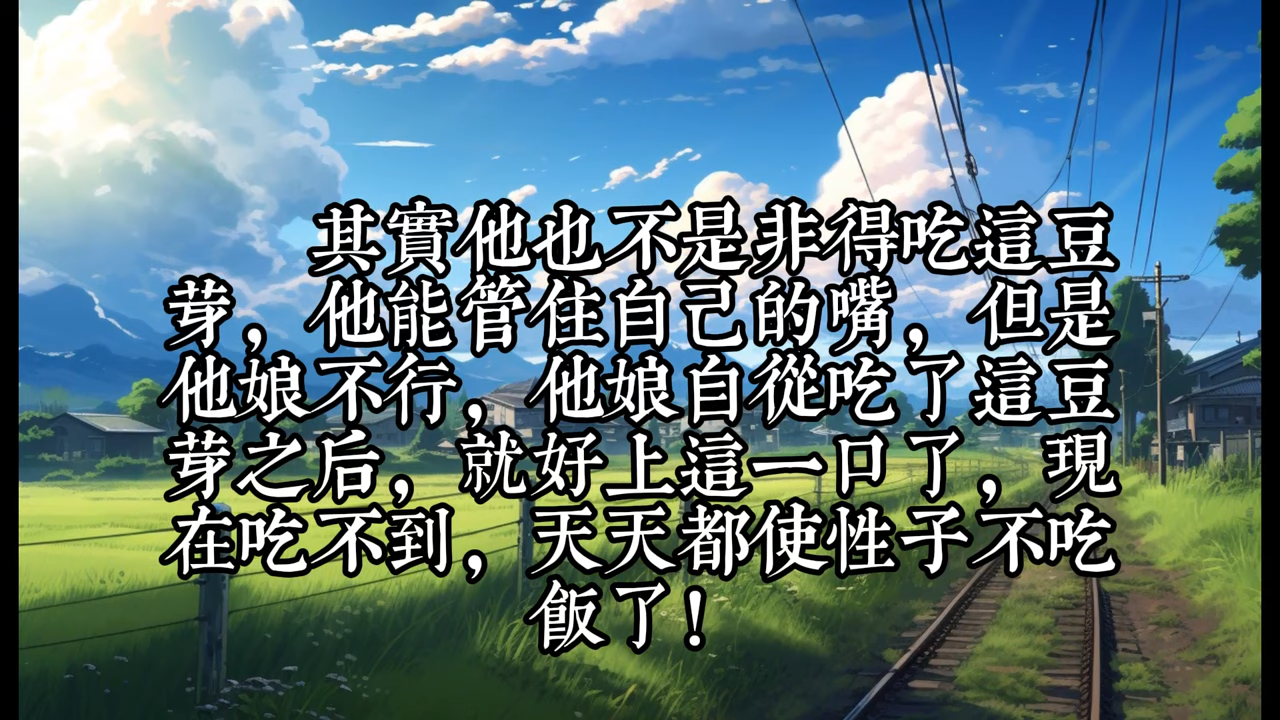 其實他也不是非得吃這豆
芽，他能管住自己的嘴，但是
他娘不行，他娘自從吃了這豆
芽之后，就好上這一口了，現
在吃不到，天天都使性子不吃
飯了！